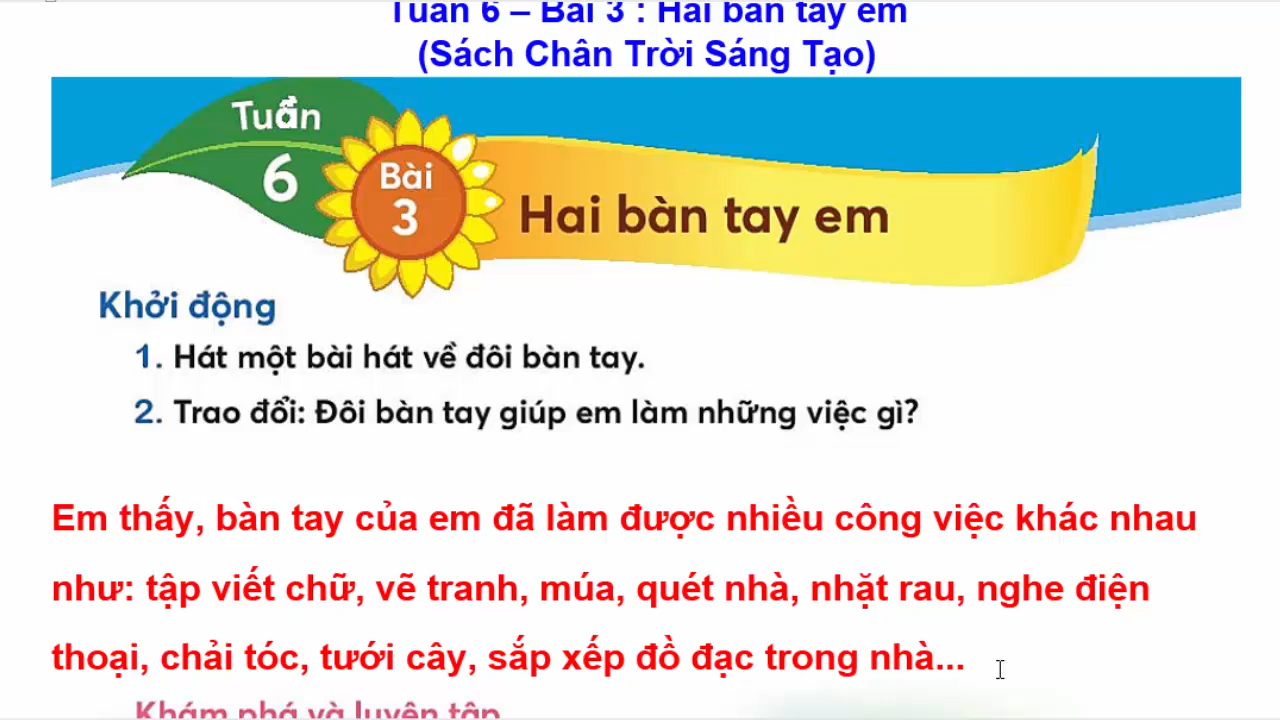 Tuần 6 – Bài 3 : Hai bàn tay em
(Sách Chân Trời Sáng Tạo)
Tuần
6
Bài
3
Hai bàn tay em
Khởi động
1. Hát một bài hát về đôi bàn tay.
2. Trao đổi: Đôi bàn tay giúp em làm những việc gì?
Em thấy, bàn tay của em đã làm được nhiều công việc khác nhau
như: tập viết chữ, vẽ tranh, múa, quét nhà, nhặt rau, nghe điện
thoại, chải tóc, tưới cây, sắp xếp đồ đạc trong nhà...
Khám phá và luyện tập